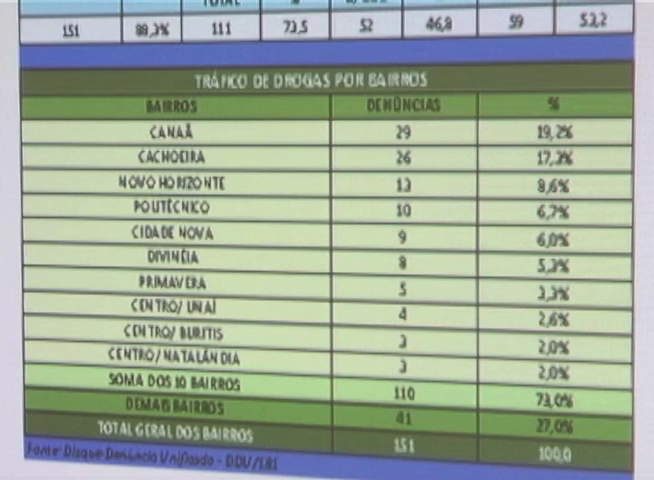 TOTAL %
151 88,3% 111 73,5 52 46,8 59 53,2
TRÁFICO DE DROGAS POR BAIRROS
BAIRROS DENÚNCIAS %
CANAÃ 29 19,2%
CACHOEIRA 26 17,2%
NOVO HORIZONTE 13 8,6%
POLITÉCNICO 10 6,7%
CIDADE NOVA 9 6,0%
DIVINÉIA 8 5,3%
PRIMAVERA 5 3,3%
CENTRO/ UNAÍ 4 2,6%
CENTRO/ BURITIS 3 2,0%
CENTRO/ NATALÂNDIA 3 2,0%
SOMA DOS 10 BAIRROS 110 73,0%
DEMAIS BAIRROS 41 27,0%
TOTAL GERAL DOS BAIRROS 151 100,0
Fonte: Disque Denúncia Unificado - DDU/